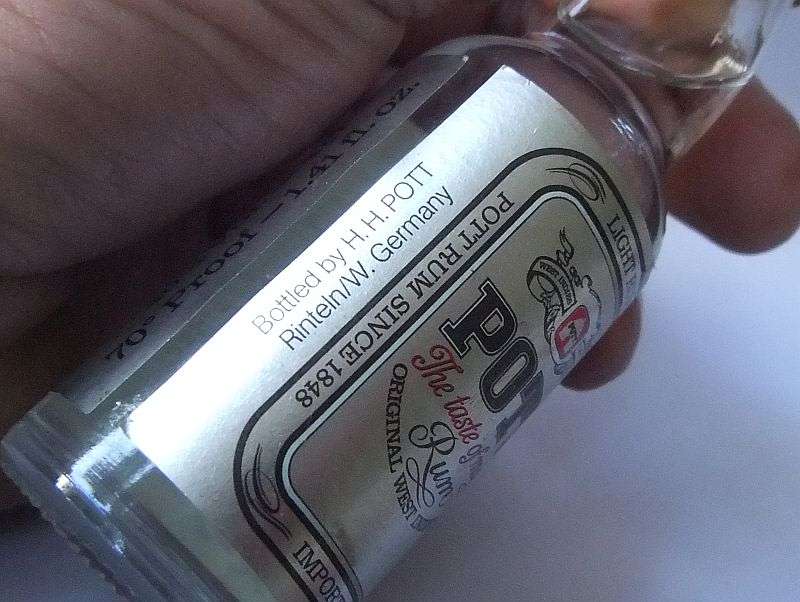 70° Proof — 1.41 fl. oz.
Bottled by H.H.POTT
Rinteln/W. Germany
POTT RUM SINCE 1848
LIGHT
POT
The taste of
Rum
ORIGINAL WEST